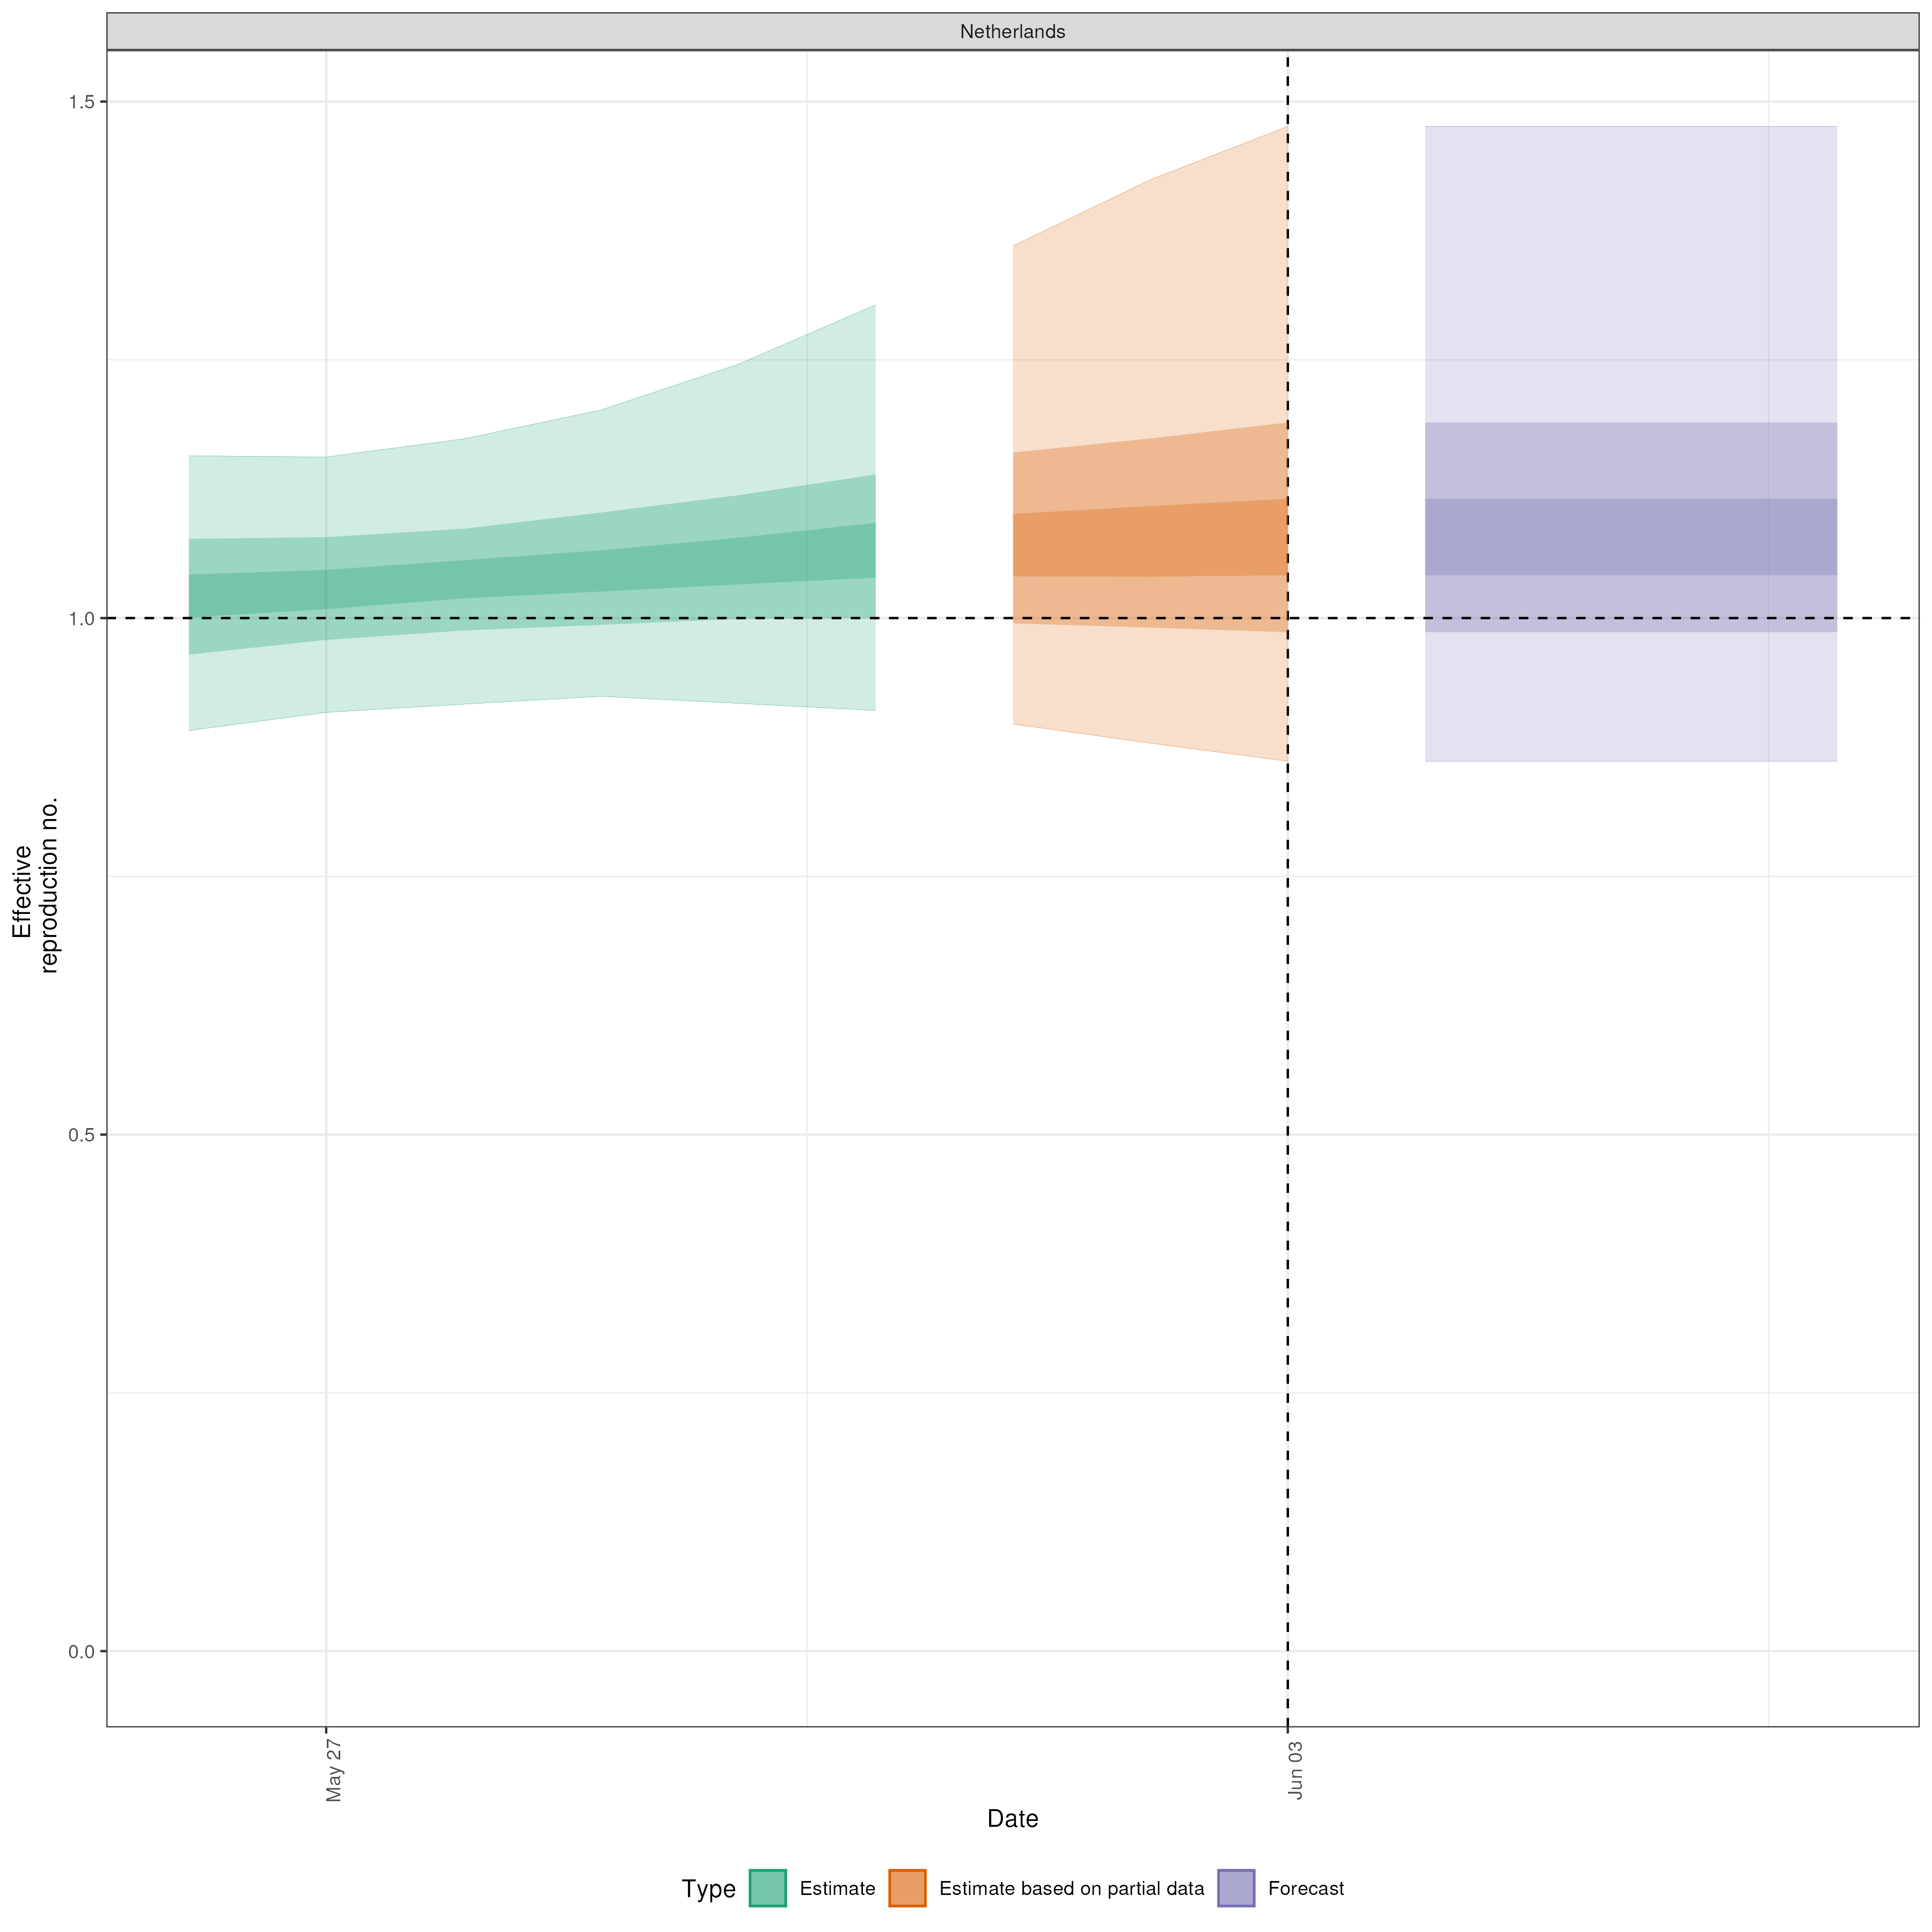 Netherlands
1.5
1.0
0.5
0.0
Effective
reproduction no.
May 27
Jun 03
Date
Type
Estimate
Estimate based on partial data
Forecast